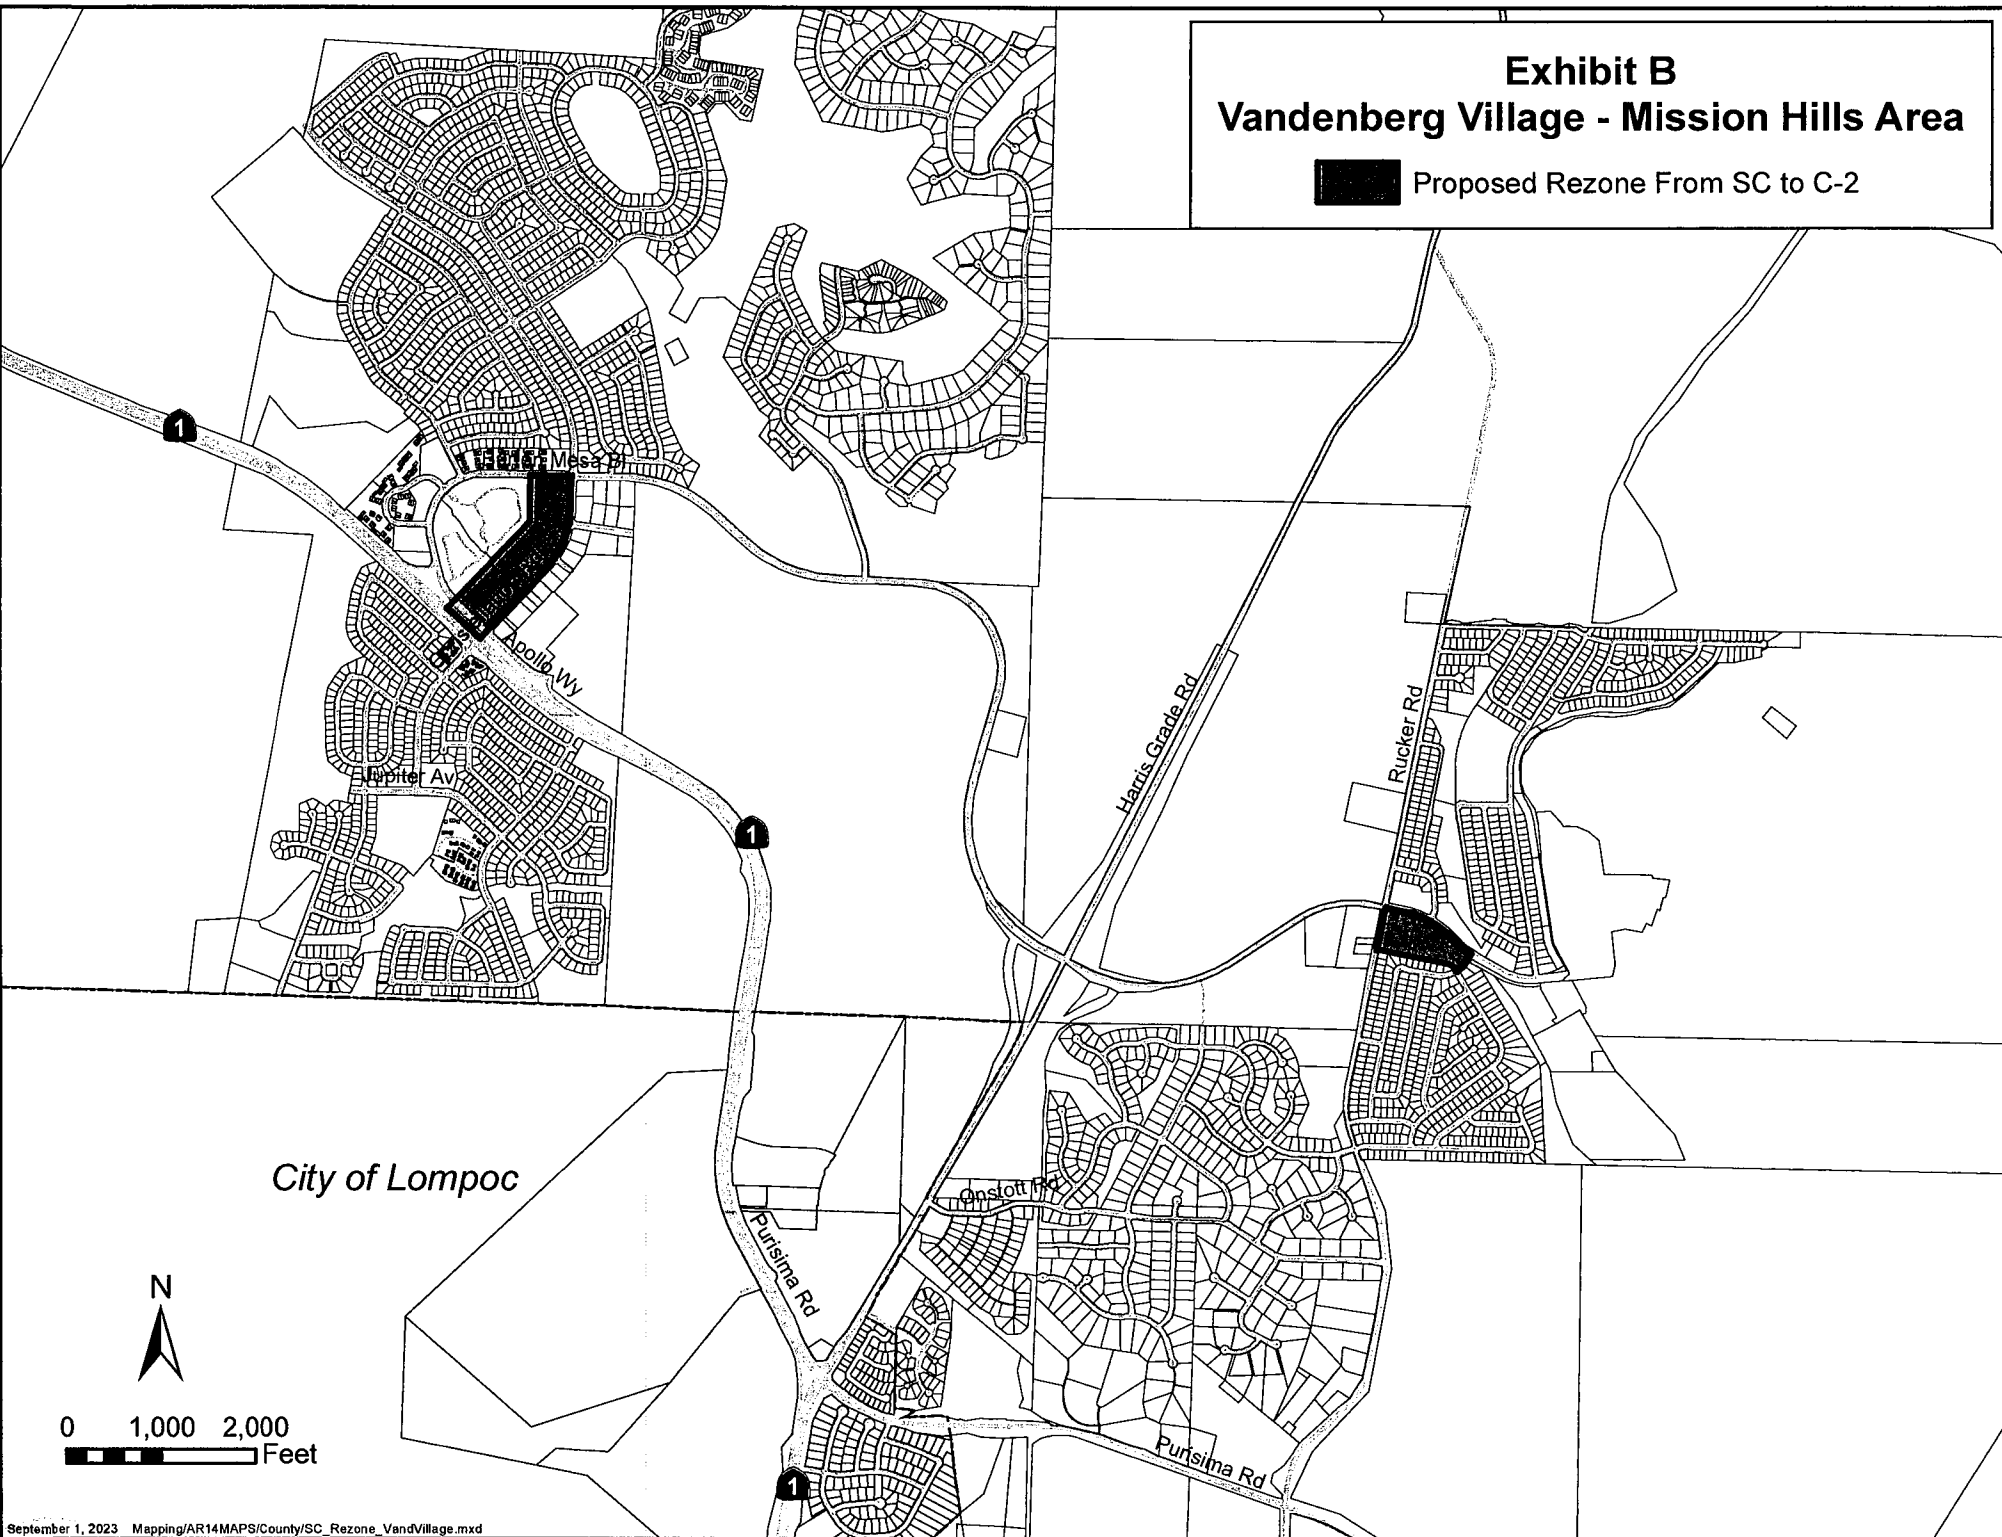 Exhibit B
Vandenberg Village - Mission Hills Area
Proposed Rezone From SC to C-2
1
Mesa Bl
Apollo Wy
Harris Grade Rd
Rucker Rd
Jupiter Av
1
City of Lompoc
Onstott Rd
Purisima Rd
N
0 1,000 2,000
Feet
Purisima Rd
1
September 1, 2023 Mapping/AR14MAPS/County/SC_Rezone_VandVillage.mxd